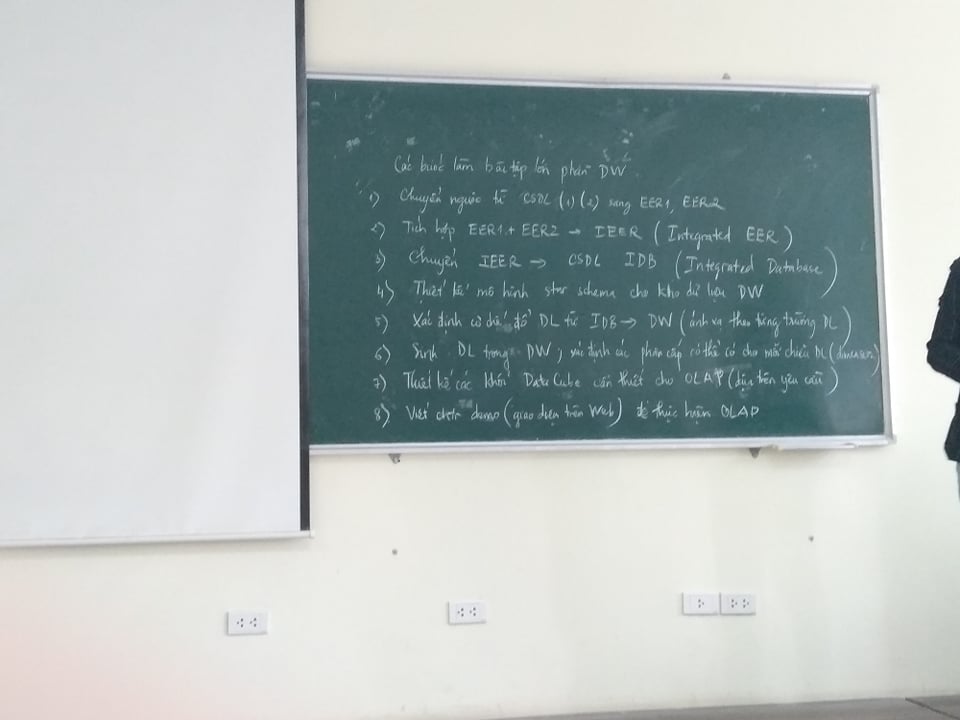 Các bước làm bài tập lớn phần DW
1) Chuyển ngược từ CSDL (1) (2) sang EER1, EER2
2) Tích hợp EER1 + EER2 → IEER (Integrated EER)
3) Chuyển IEER → CSDL IDB (Integrated Database)
4) Thiết kế mô hình star schema cho kho dữ liệu DW
5) Xác định cơ chế đổ DL từ IDB → DW (ánh xạ theo từng trường DL)
6) Sinh DL trong DW, xác định các phân cấp có thể có cho mỗi chiều DL (dimension)
7) Thiết kế các khối Data Cube cần thiết cho OLAP (dựa trên yêu cầu)
8) Viết chtr demo (giao diện trên Web) để thực hiện OLAP